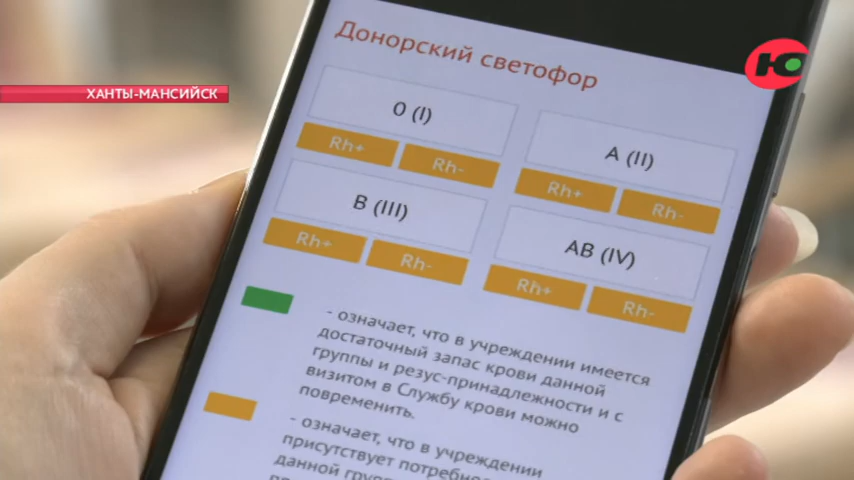 Донорский светофор
Ю
ХАНТЫ-МАНСИЙСК
0 (I)
A (II)
Rh+ Rh-
Rh+ Rh-
B (III)
AB (IV)
Rh+ Rh-
Rh+ Rh-
- означает, что в учреждении имеется
достаточный запас крови данной
группы и резус-принадлежности и с
визитом в Службу крови можно
повременить.
- означает, что в учреждении
присутствует
данной